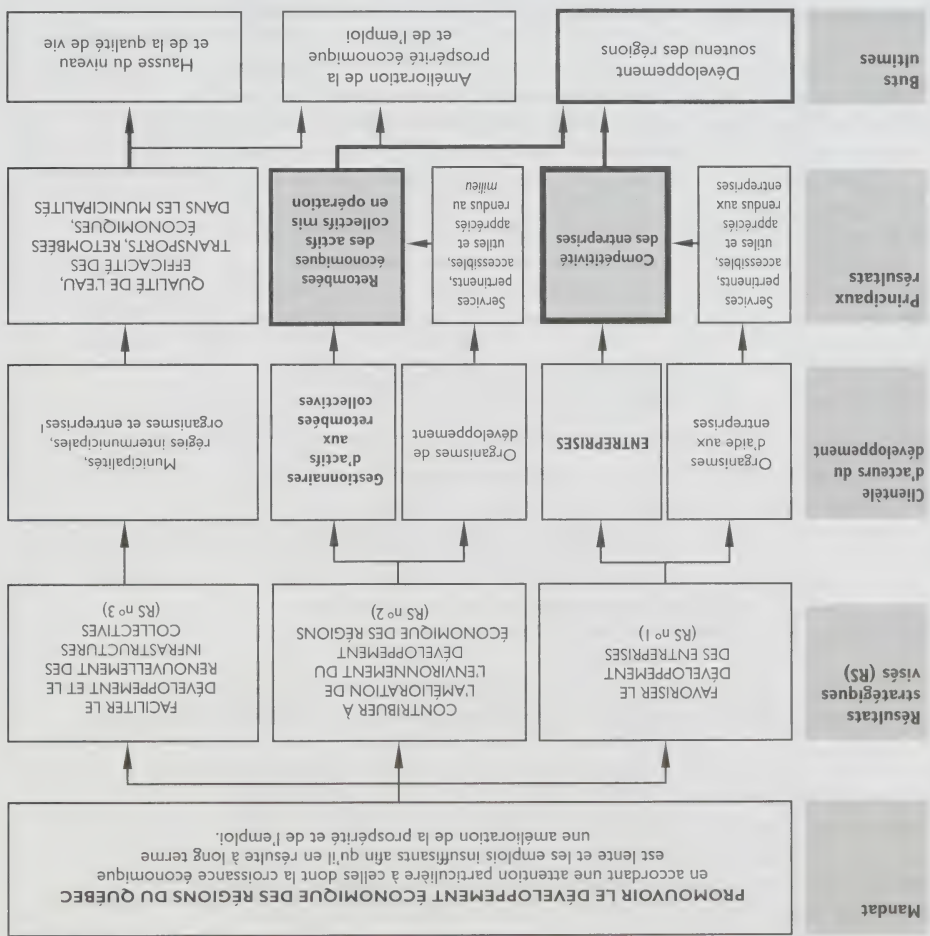 Mandat
PROMOUVOIR LE DÉVELOPPEMENT ÉCONOMIQUE DES RÉGIONS DU QUÉBEC
en accordant une attention particulière à celles dont la croissance économique
est lente et les emplois insuffisants afin qu'il en résulte à long terme
une amélioration de la prospérité et de l'emploi.
Résultats
stratégiques
visés (RS)
FAVORISER LE
DÉVELOPPEMENT
DES ENTREPRISES
(RS nº 1)
CONTRIBUER À
L'AMÉLIORATION DE
L'ENVIRONNEMENT DU
DÉVELOPPEMENT
ÉCONOMIQUE DES RÉGIONS
(RS nº 2)
FACILITER LE
DÉVELOPPEMENT ET LE
RENOUVELLEMENT DES
INFRASTRUCTURES
COLLECTIVES
(RS nº 3)
Clientèle
d'acteurs du
développement
Organismes
d'aide aux
entreprises
ENTREPRISES
Organismes de
développement
Gestionnaires
d'actifs
aux
retombées
collectives
Municipalités,
régies intermunicipales,
organismes et entreprises¹
Principaux
résultats
Services
pertinents,
accessibles,
utiles et
appréciés
rendus aux
entreprises
Compétitivité
des entreprises
Services
pertinents,
accessibles,
utiles et
appréciés
rendus au
milieu
Retombées
économiques
des actifs
collectifs mis
en opération
QUALITÉ DE L'EAU,
EFFICACITÉ DES
TRANSPORTS, RETOMBÉES
ÉCONOMIQUES,
DANS LES MUNICIPALITÉS
Buts
ultimes
Développement
soutenu des régions
Amélioration de la
prospérité économique
et de l'emploi
Hausse du niveau
et de la qualité de vie